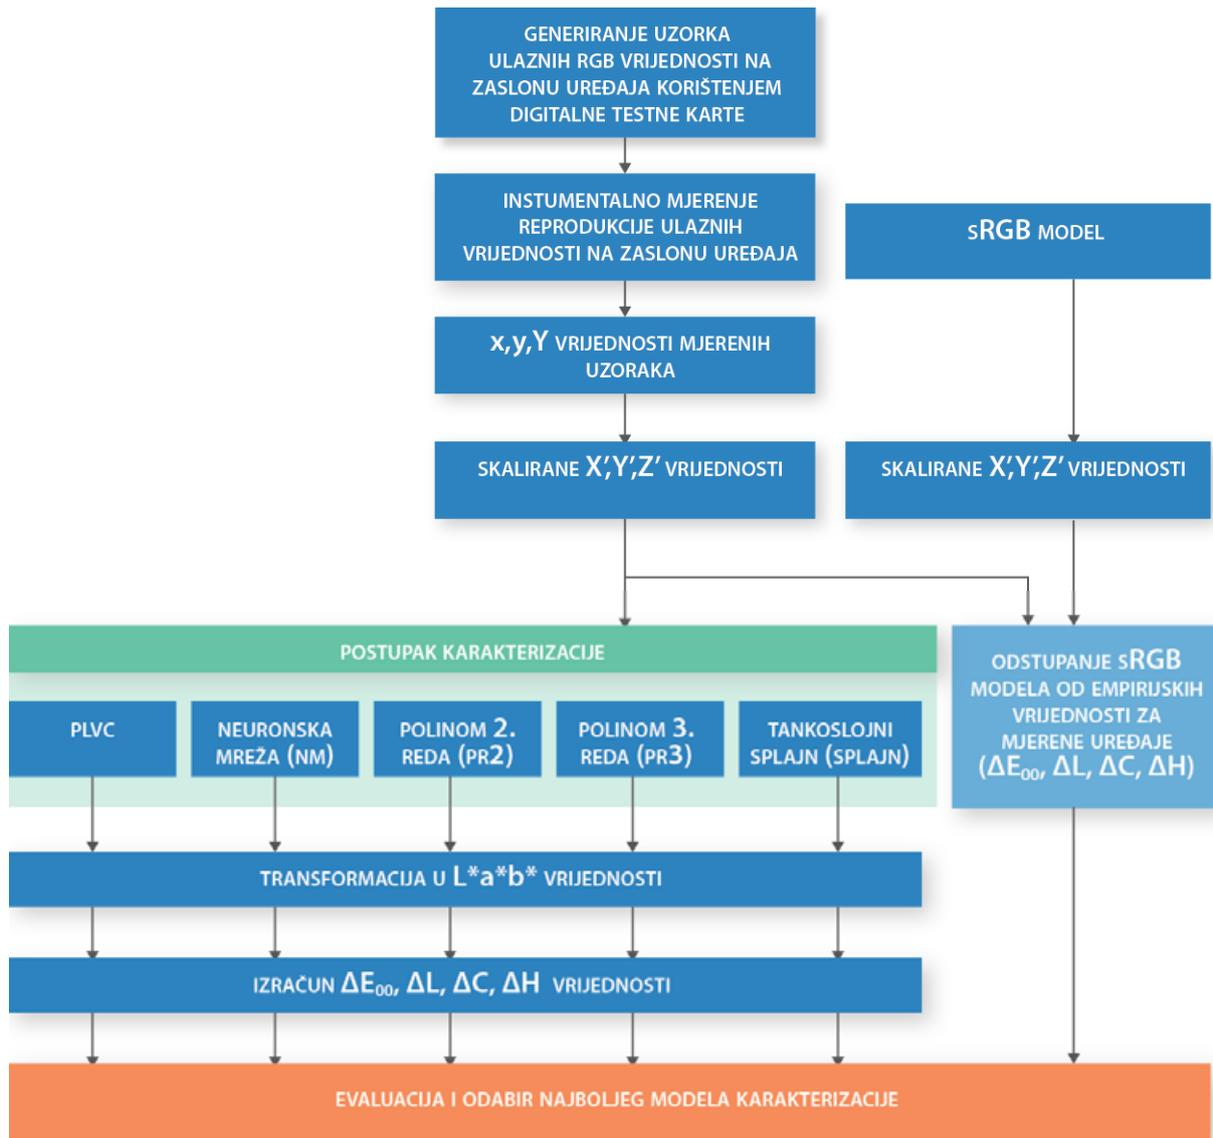 GENERIRANJE UZORKA
ULAZNIH RGB VRIJEDNOSTI NA
ZASLONU UREĐAJA KORIŠTENJEM
DIGITALNE TESTNE KARTE
INSTUMENTALNO MJERENJE
REPRODUKCIJE ULAZNIH
VRIJEDNOSTI NA ZASLONU UREĐAJA
sRGB MODEL
x,y,Y VRIJEDNOSTI MJERENIH
UZORAKA
SKALIRANE X',Y',Z' VRIJEDNOSTI
SKALIRANE X',Y',Z' VRIJEDNOSTI
POSTUPAK KARAKTERIZACIJE
ODSTUPANJE sRGB
MODELA OD EMPIRIJSKIH
VRIJEDNOSTI ZA
MJERENE UREĐAJE
(ΔE₀₀, ΔL, ΔC, ΔH)
PLVC
NEURONSKA
MREŽA (NM)
POLINOM 2.
REDA (PR2)
POLINOM 3.
REDA (PR3)
TANKOSLOJNI
SPLAJN (SPLAJN)
TRANSFORMACIJA U L*a*b* VRIJEDNOSTI
IZRAČUN ΔE₀₀, ΔL, ΔC, ΔH VRIJEDNOSTI
EVALUACIJA I ODABIR NAJBOLJEG MODELA KARAKTERIZACIJE